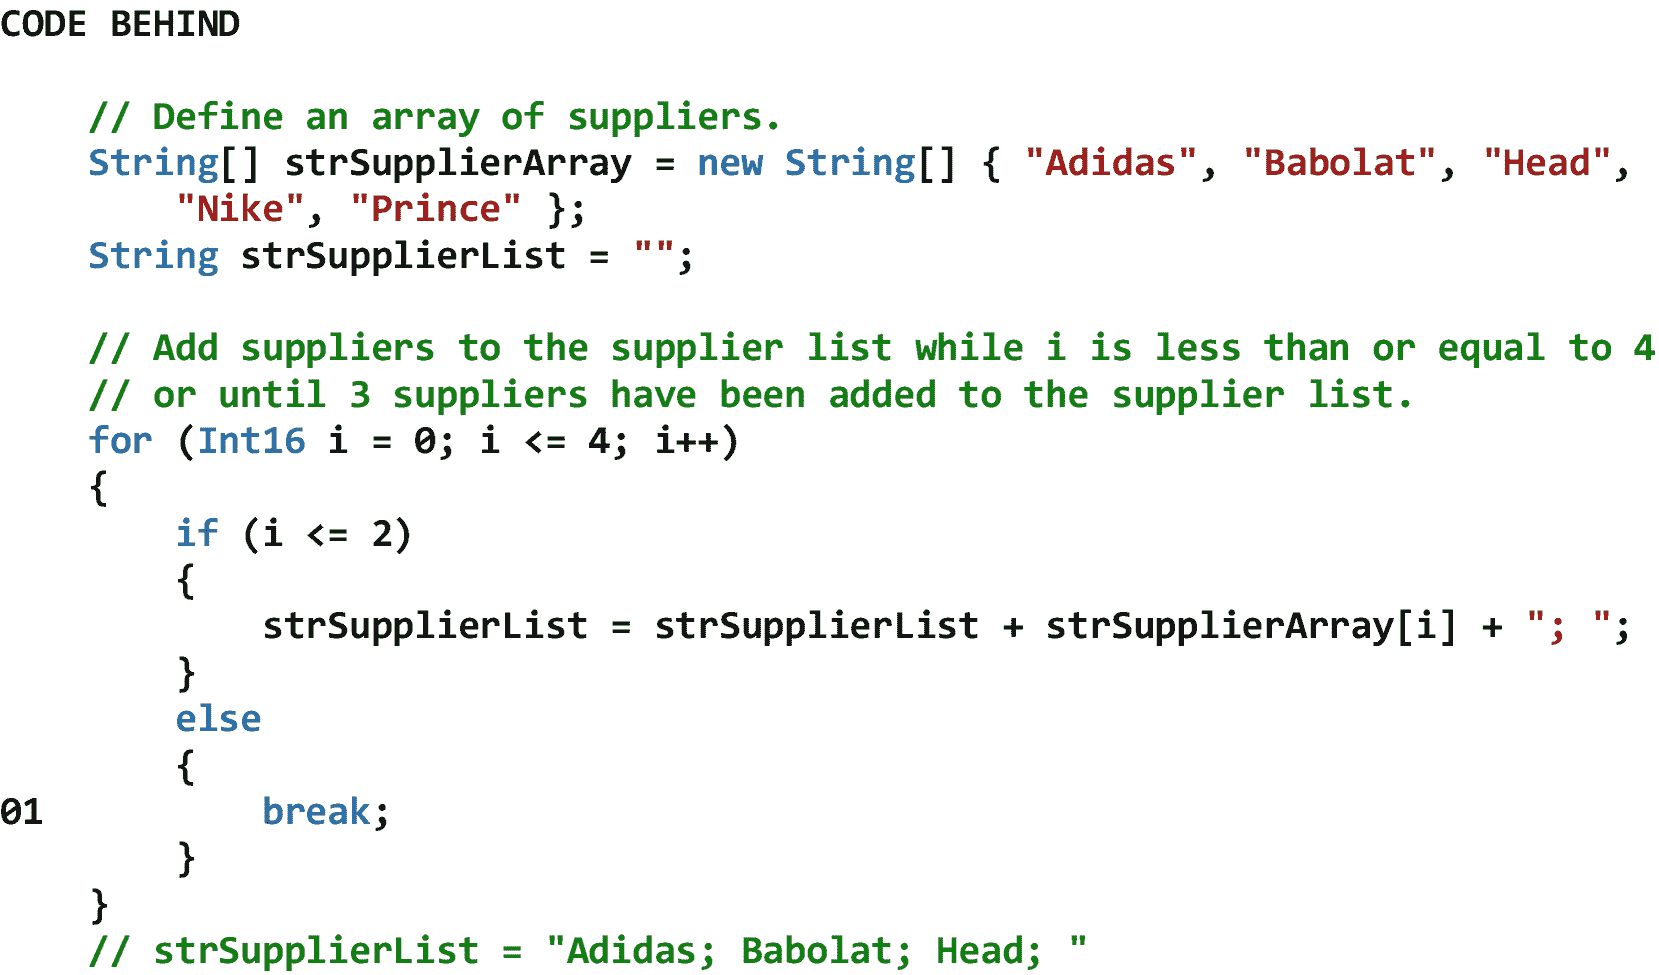 CODE BEHIND
// Define an array of suppliers.
String[] strSupplierArray = new String[] { "Adidas", "Babolat", "Head",
"Nike", "Prince" };
String strSupplierList = "";
// Add suppliers to the supplier list while i is less than or equal to 4
// or until 3 suppliers have been added to the supplier list.
for (Int16 i = 0; i <= 4; i++)
{
if (i <= 2)
{
strSupplierList = strSupplierList + strSupplierArray[i] + "; ";
}
else
{
01 break;
}
}
// strSupplierList = "Adidas; Babolat; Head; "